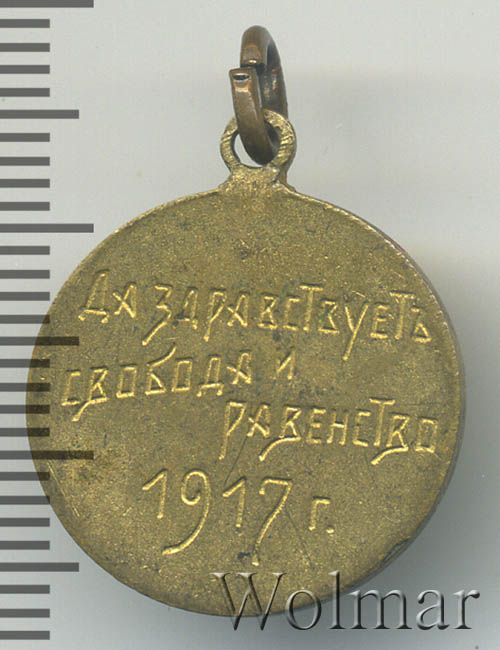 Да здравствуетъ
свобода и
равенство
1917 г.
Wolmar